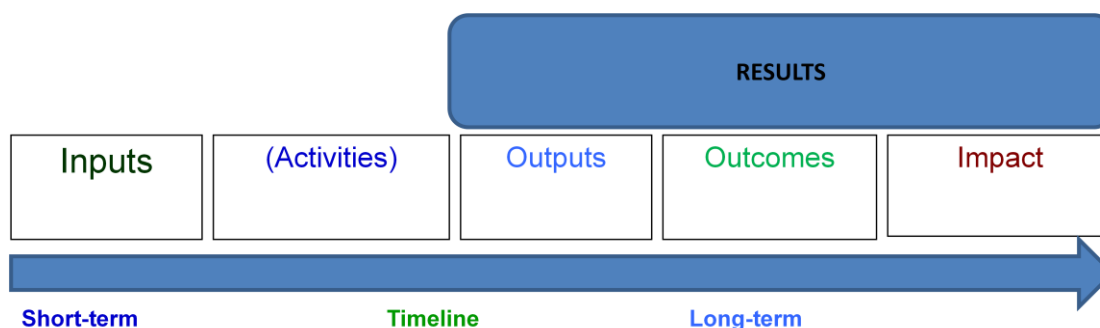 RESULTS
Inputs (Activities) Outputs Outcomes Impact
Short-term Timeline Long-term